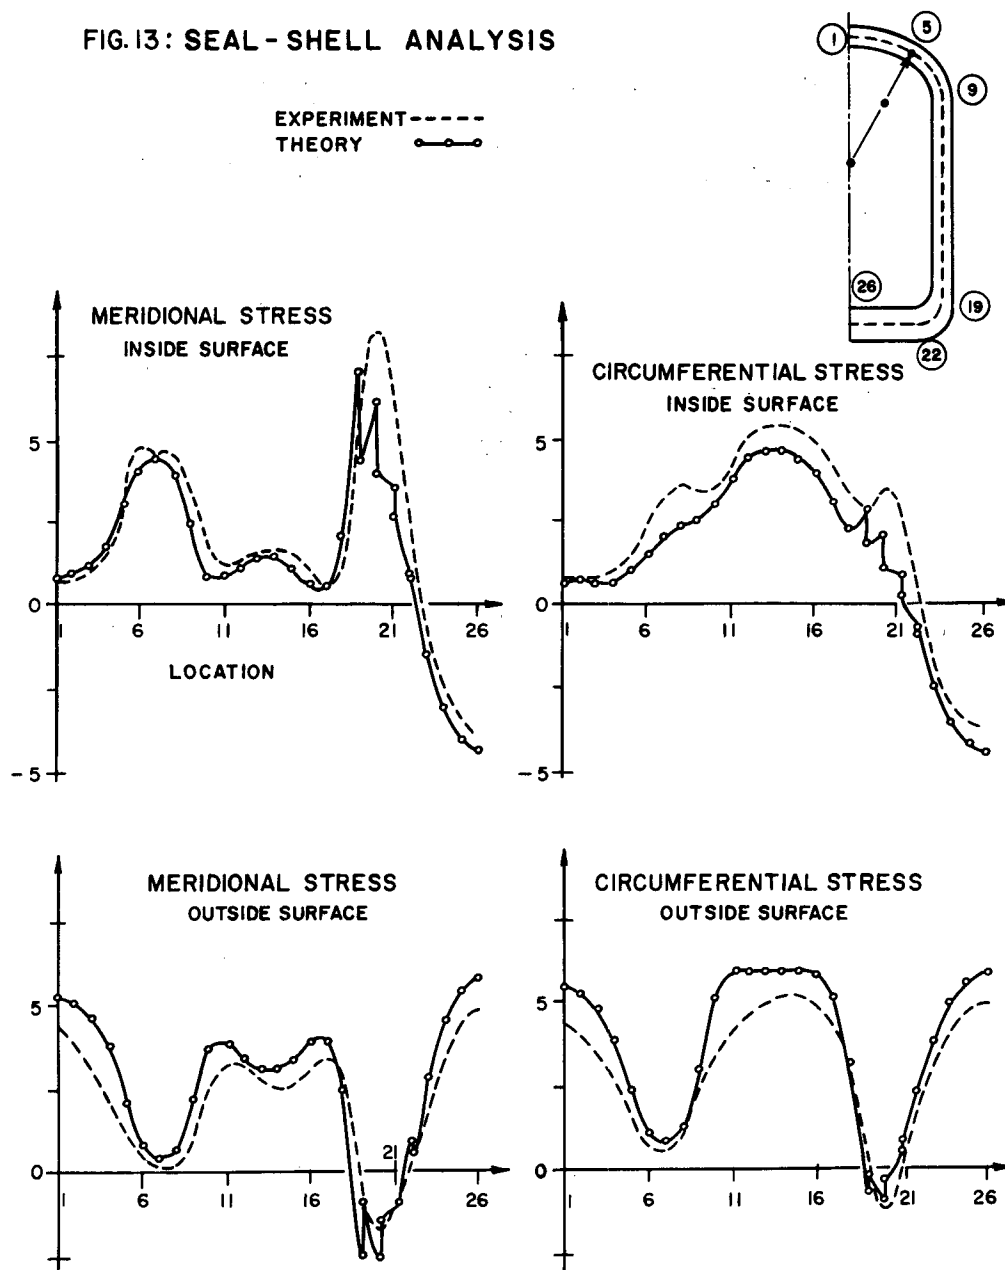 FIG. 13: SEAL-SHELL ANALYSIS
EXPERIMENT
THEORY
1
5
9
26
19
22
MERIDIONAL STRESS
INSIDE SURFACE
5
0
-5
1 6 11 16 21 26
LOCATION
CIRCUMFERENTIAL STRESS
INSIDE SURFACE
5
0
-5
1 6 11 16 21 26
MERIDIONAL STRESS
OUTSIDE SURFACE
5
0
21
1 6 11 16 26
CIRCUMFERENTIAL STRESS
OUTSIDE SURFACE
5
0
1 6 11 16 21 26